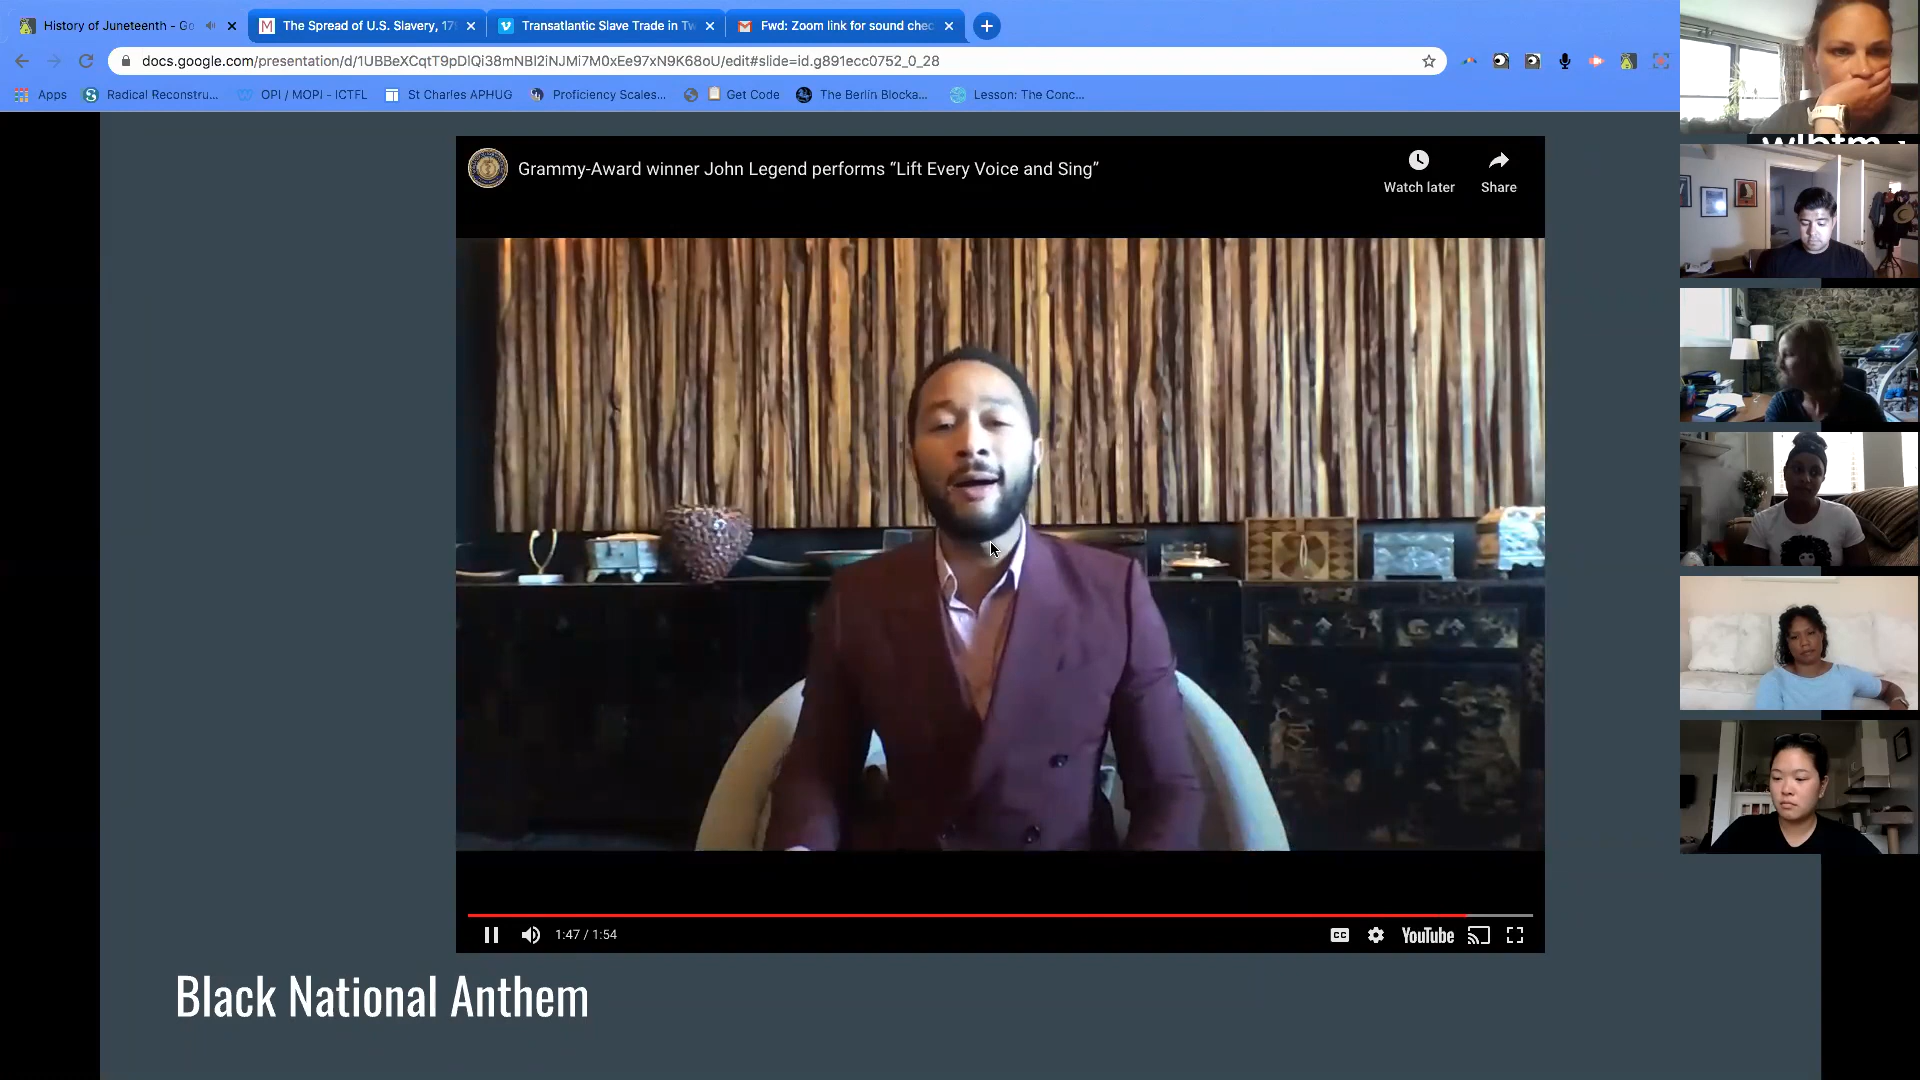 History of Juneteenth - Go
The Spread of U.S. Slavery, 179
Transatlantic Slave Trade in Tw
Fwd: Zoom link for sound chec
docs.google.com/presentation/d/1UBBeXCqtT9pDlQi38mNBl2iNJMi7M0xEe97xN9K68oU/edit#slide=id.g891ecc0752_0_28
Apps
Radical Reconstru...
OPI / MOPI - ICTFL
St Charles APHUG
Proficiency Scales...
Get Code
The Berlin Blocka...
Lesson: The Conc...
Grammy-Award winner John Legend performs “Lift Every Voice and Sing”
Watch later
Share
1:47 / 1:54
CC
YouTube
Black National Anthem